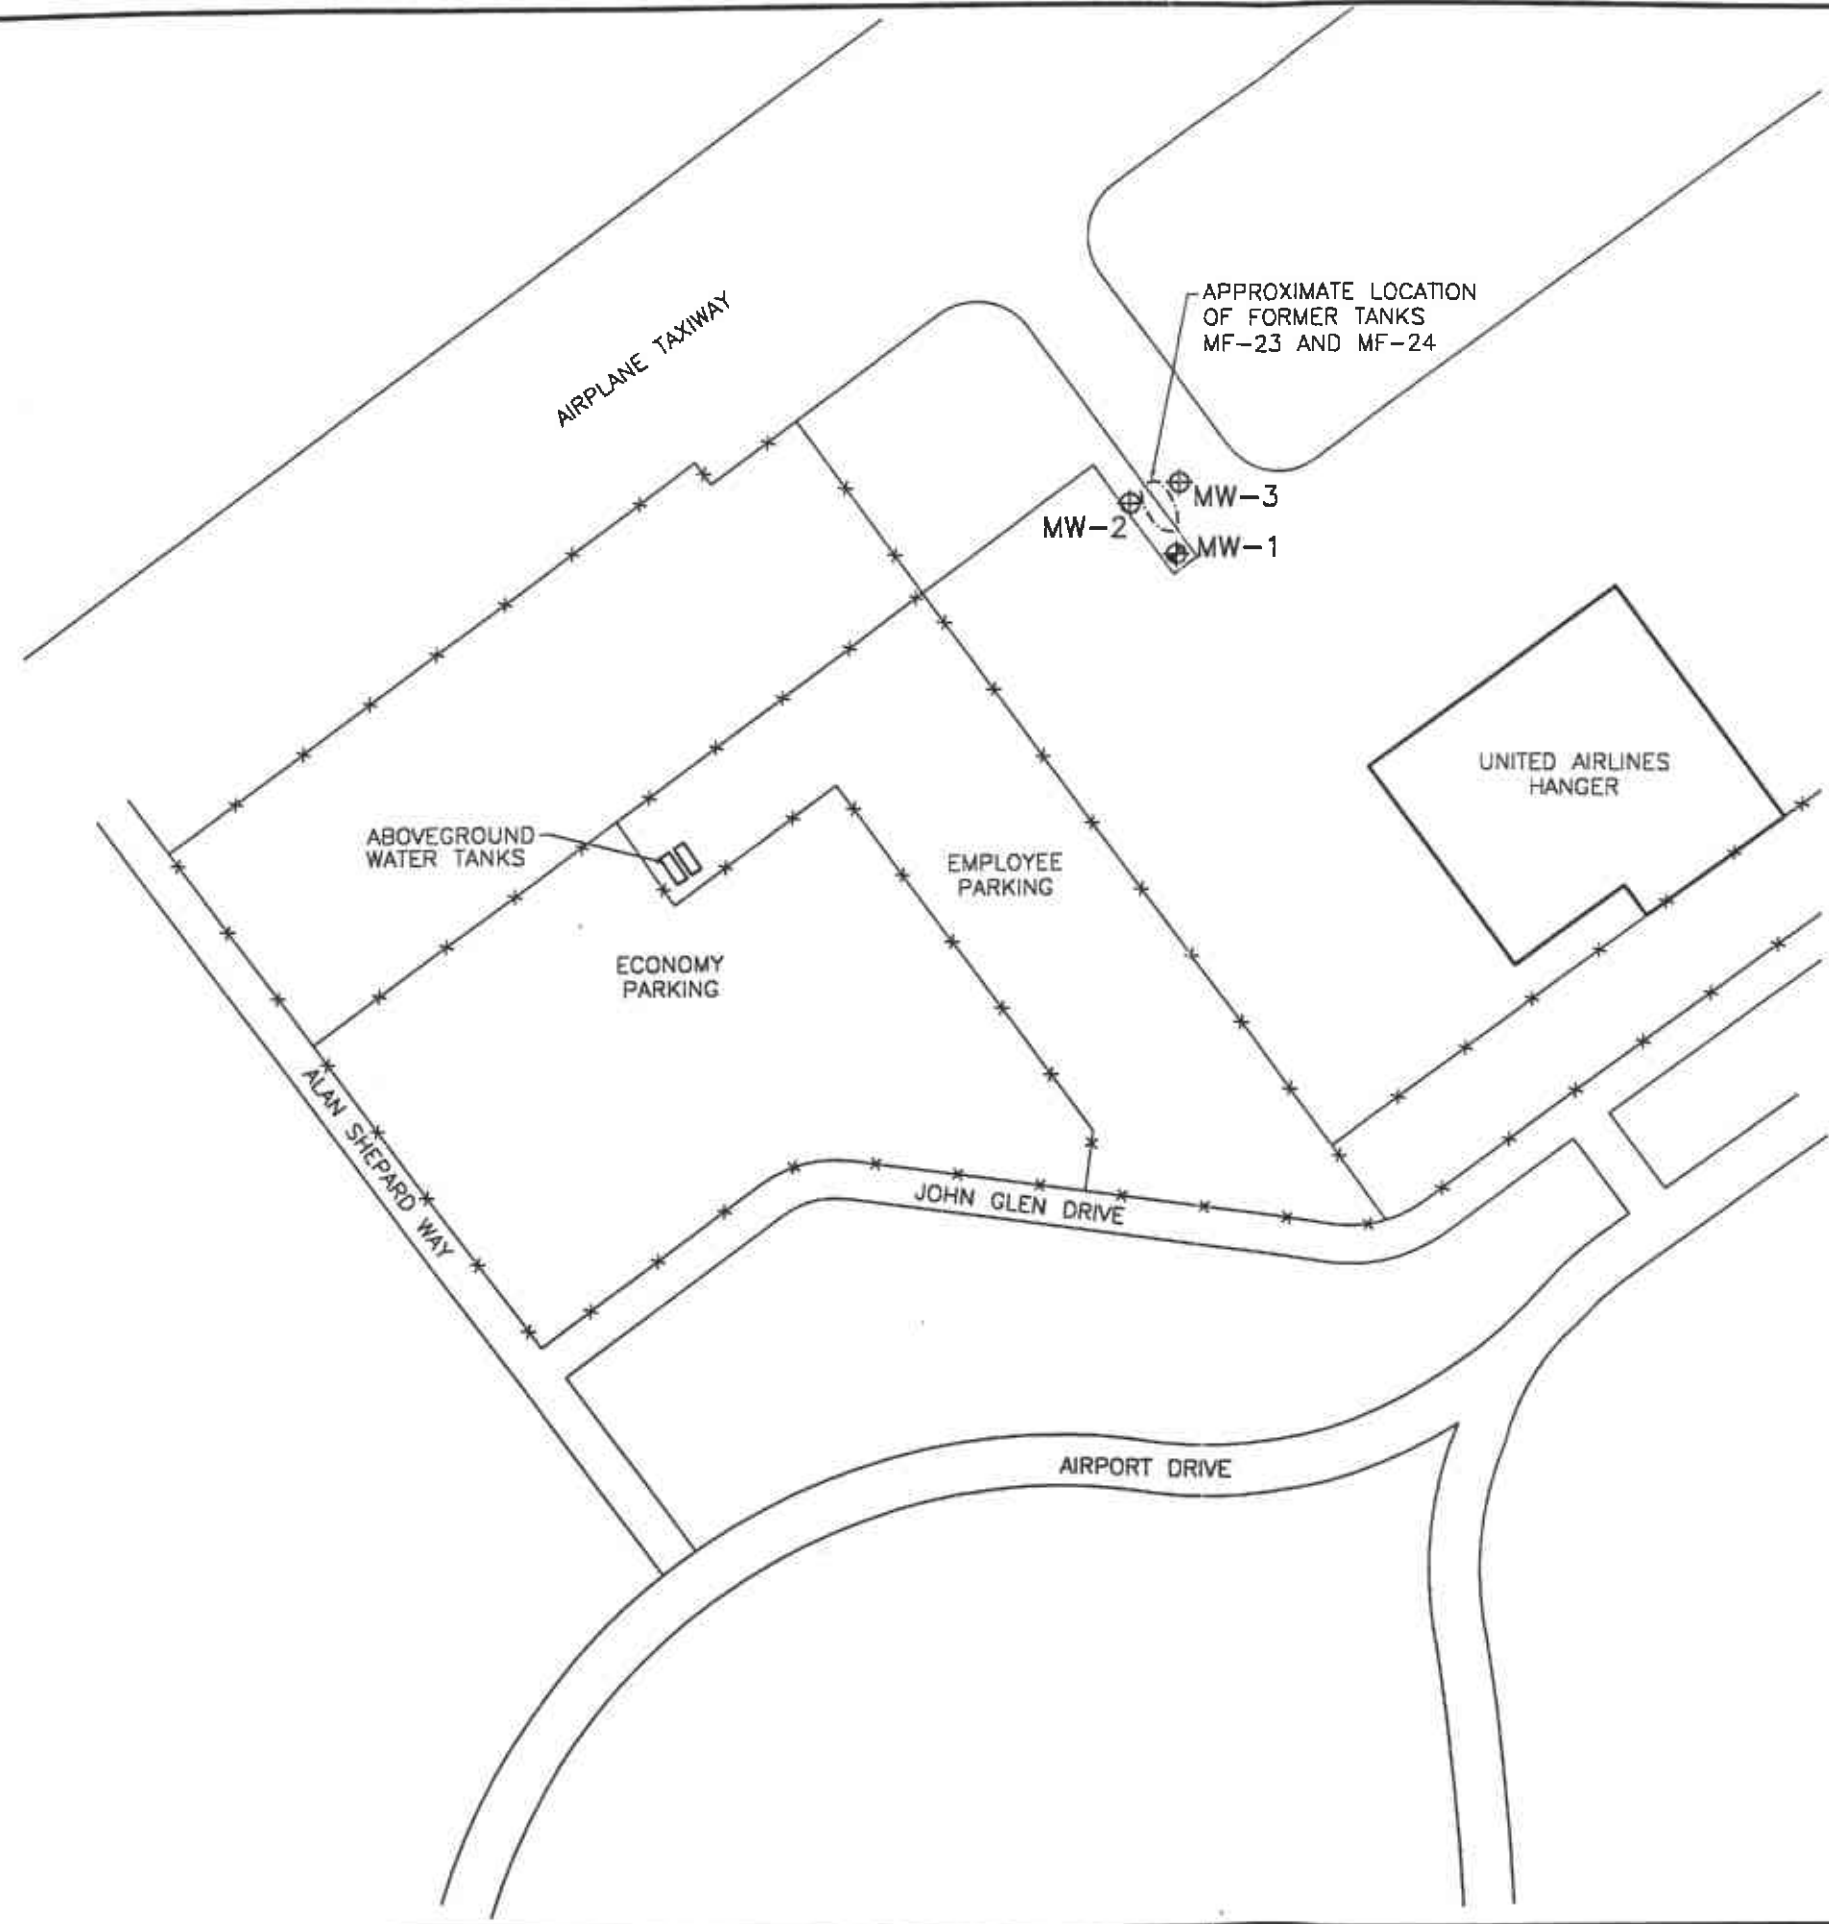 APPROXIMATE LOCATION
OF FORMER TANKS
MF-23 AND MF-24
AIRPLANE TAXIWAY
MW-3
MW-2
MW-1
UNITED AIRLINES
HANGER
ABOVEGROUND
WATER TANKS
EMPLOYEE
PARKING
ECONOMY
PARKING
ALAN SHEPARD WAY
JOHN GLEN DRIVE
AIRPORT DRIVE